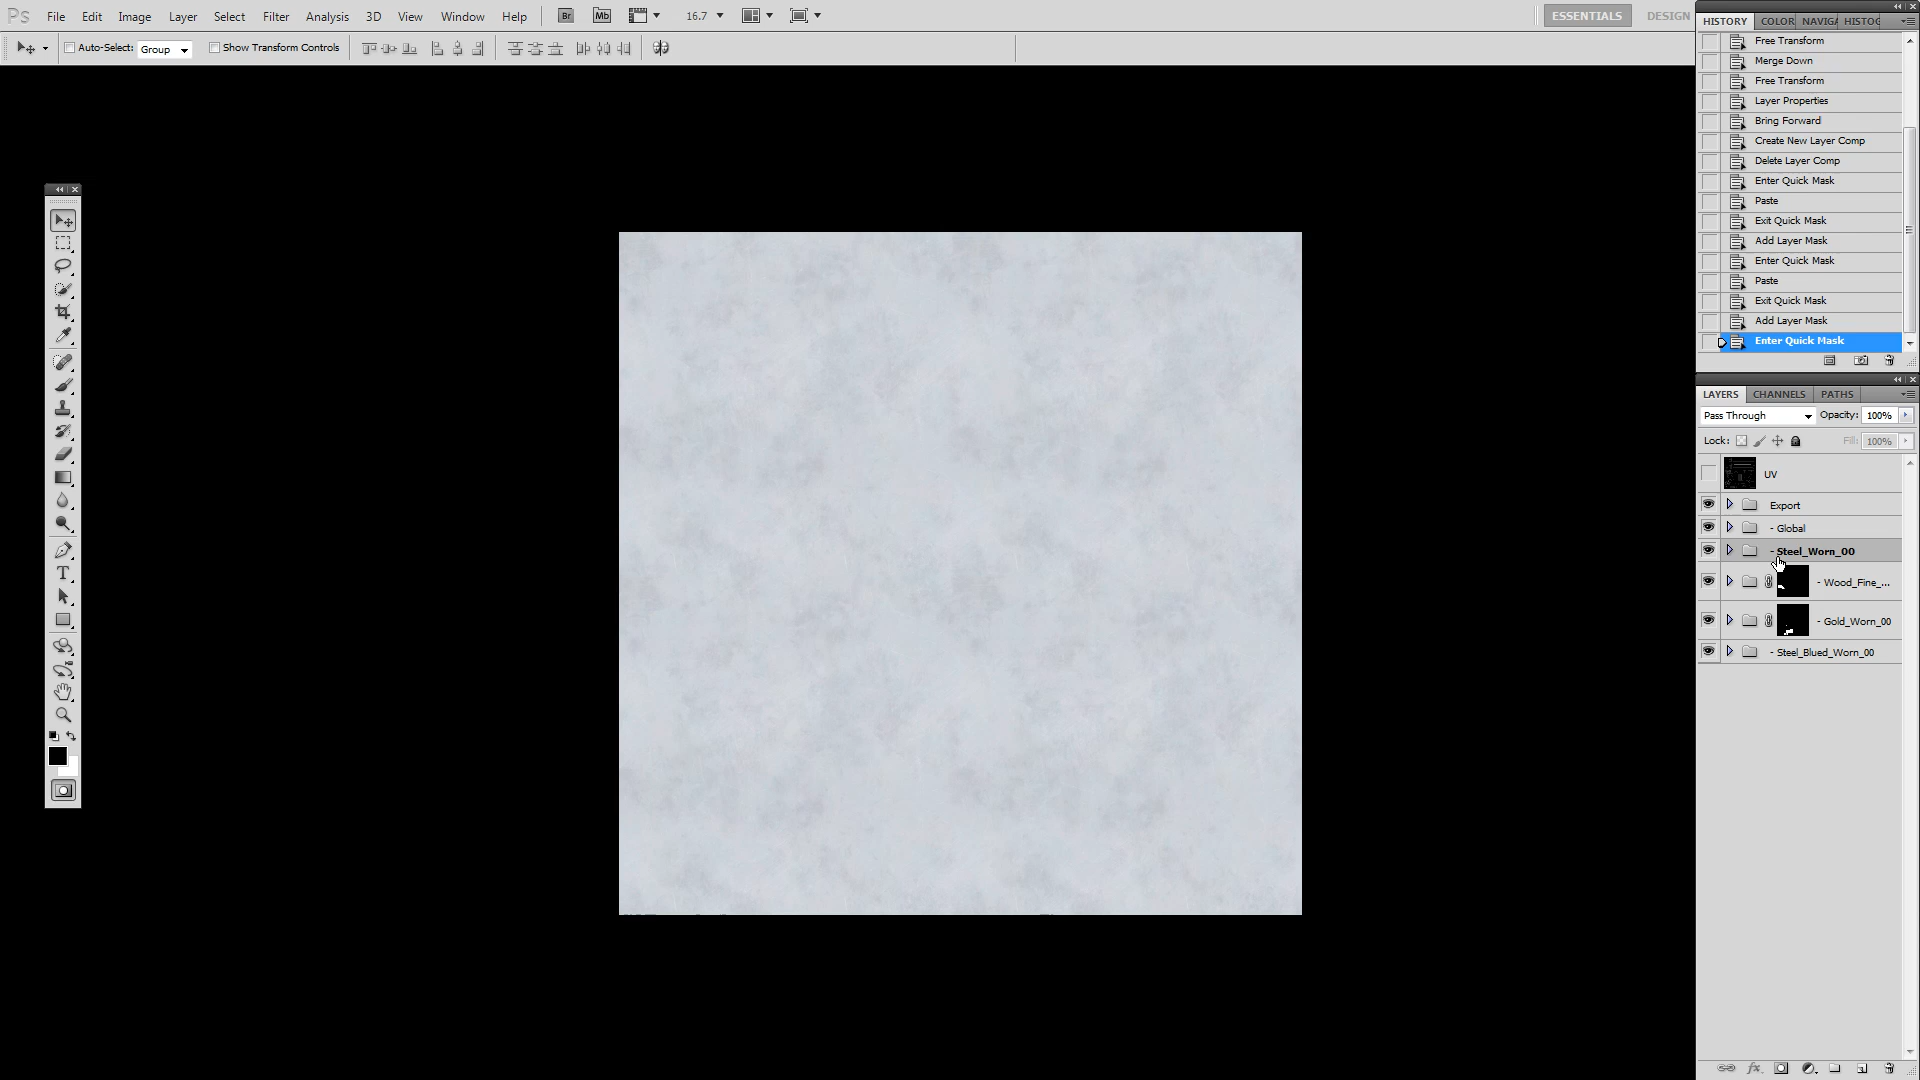 Ps File Edit Image Layer Select Filter Analysis 3D View Window Help Br Mb 16.7 ESSENTIALS DESIGN
Auto-Select: Group Show Transform Controls
HISTORY COLOR NAVIGA HISTOG
Free Transform
Merge Down
Free Transform
Layer Properties
Bring Forward
Create New Layer Comp
Delete Layer Comp
Enter Quick Mask
Paste
Exit Quick Mask
Add Layer Mask
Enter Quick Mask
Paste
Exit Quick Mask
Add Layer Mask
Enter Quick Mask
LAYERS CHANNELS PATHS
Pass Through Opacity: 100%
Lock: Fill: 100%
UV
Export
- Global
- Steel_Worn_00
- Wood_Fine_...
- Gold_Worn_00
- Steel_Blued_Worn_00
T
fx